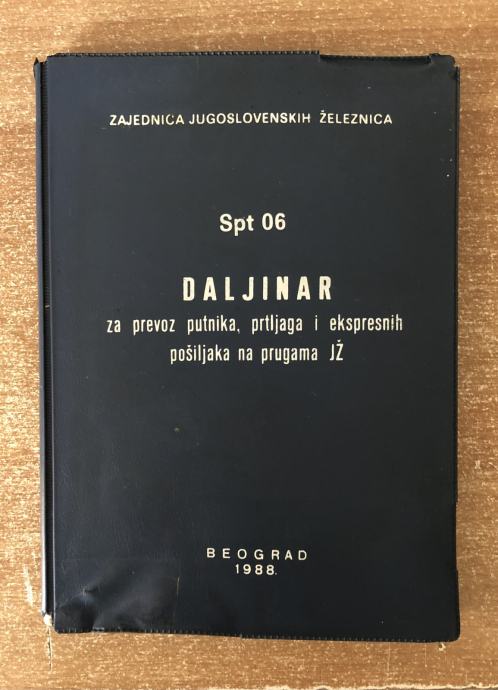 ZAJEDNICA JUGOSLOVENSKIH ŽELEZNICA
Spt 06
DALJINAR
za prevoz putnika, prtljaga i ekspresnih
pošiljaka na prugama JŽ
BEOGRAD
1988.